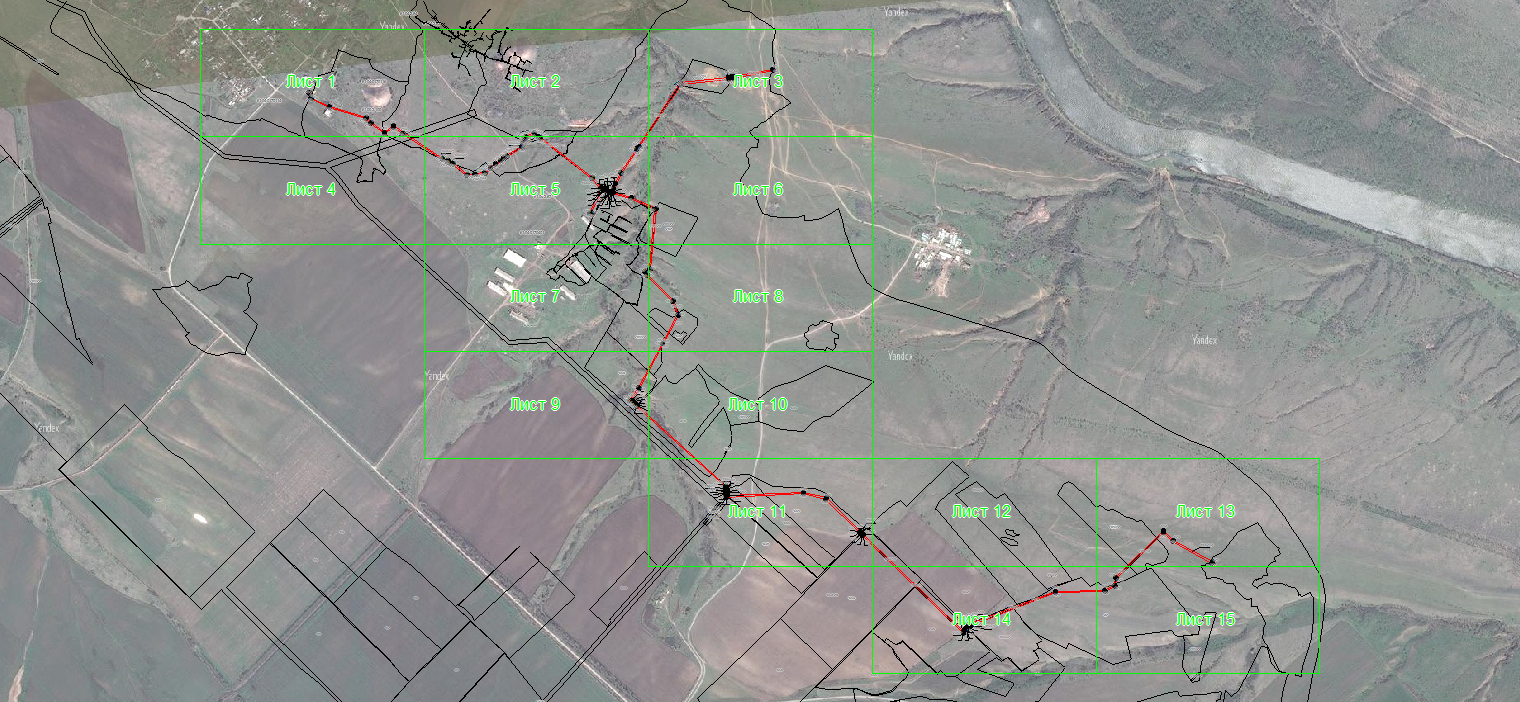 Yandex
Yandex
Лист 1
Лист 2
Лист 3
Лист 4
Лист 5
Лист 6
Лист 7
Лист 8
Yandex
Yandex
Yandex
Лист 9
Лист 10
Yandex
Лист 11
Лист 12
Лист 13
Лист 14
Лист 15